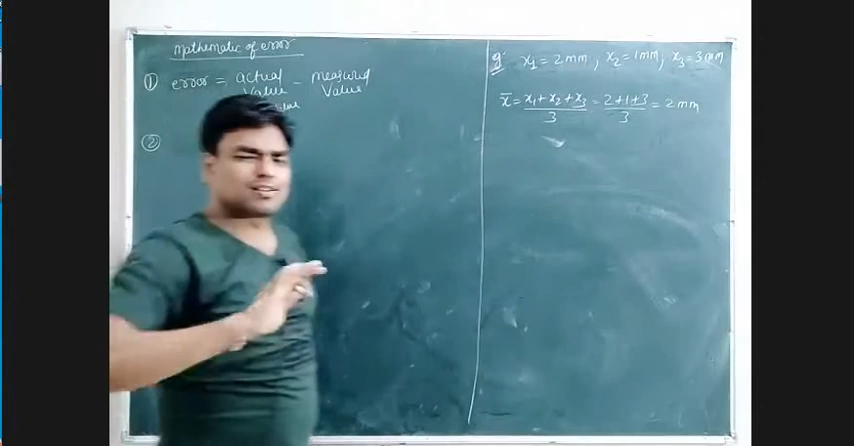 Mathematic of error
① error = actual Value - measured Value
②
eg x₁ = 2mm, x₂ = 1mm, x₃ = 3mm
x̄ = x₁+x₂+x₃/3 = 2+1+3/3 = 2mm